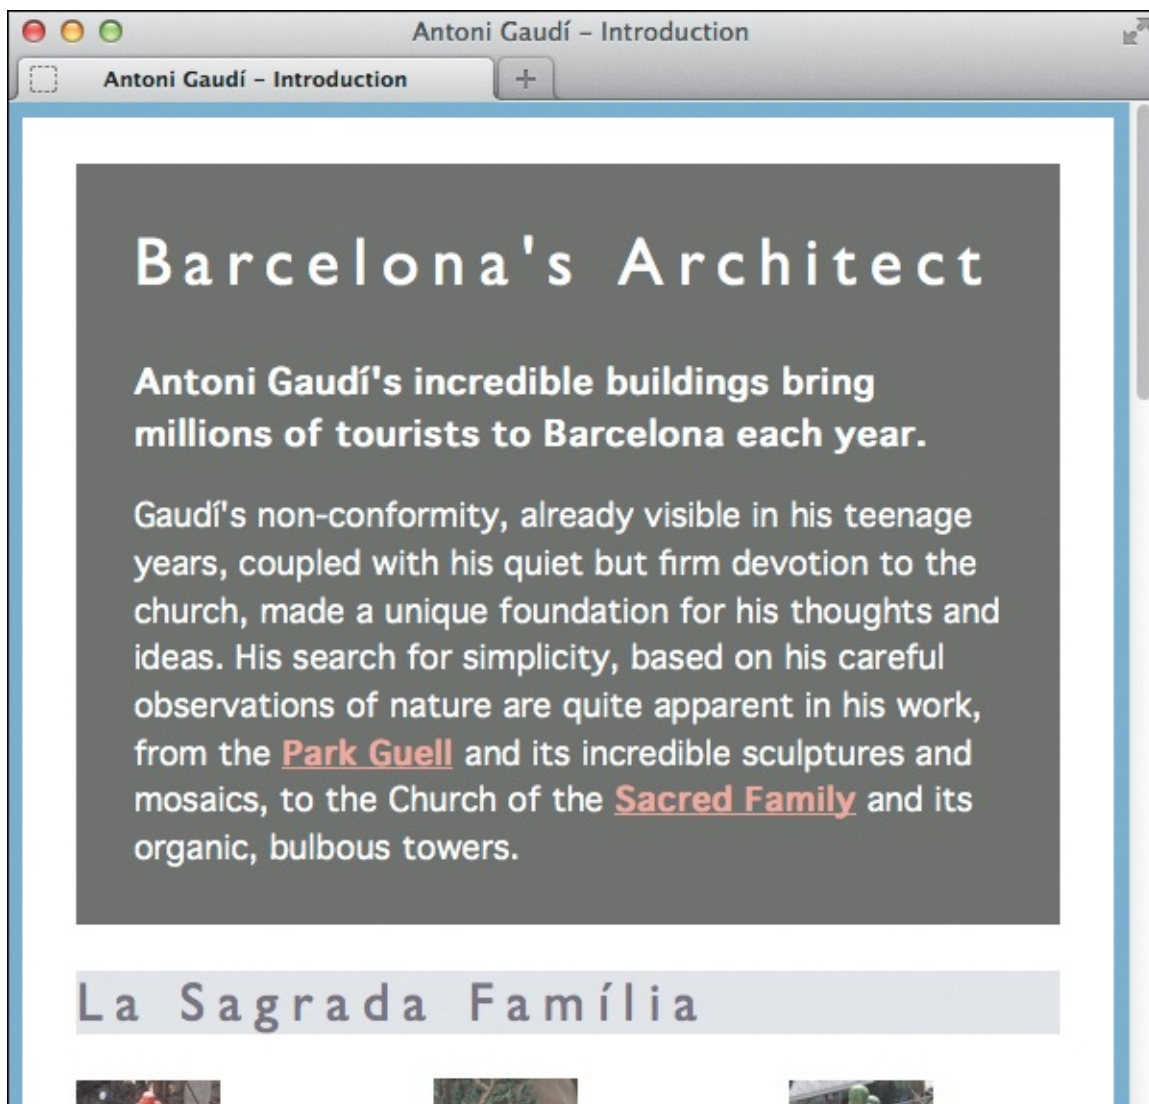 Antoni Gaudí – Introduction
Antoni Gaudí – Introduction
Barcelona's Architect
Antoni Gaudí's incredible buildings bring
millions of tourists to Barcelona each year.
Gaudí's non-conformity, already visible in his teenage
years, coupled with his quiet but firm devotion to the
church, made a unique foundation for his thoughts and
ideas. His search for simplicity, based on his careful
observations of nature are quite apparent in his work,
from the Park Guell and its incredible sculptures and
mosaics, to the Church of the Sacred Family and its
organic, bulbous towers.
La Sagrada Família